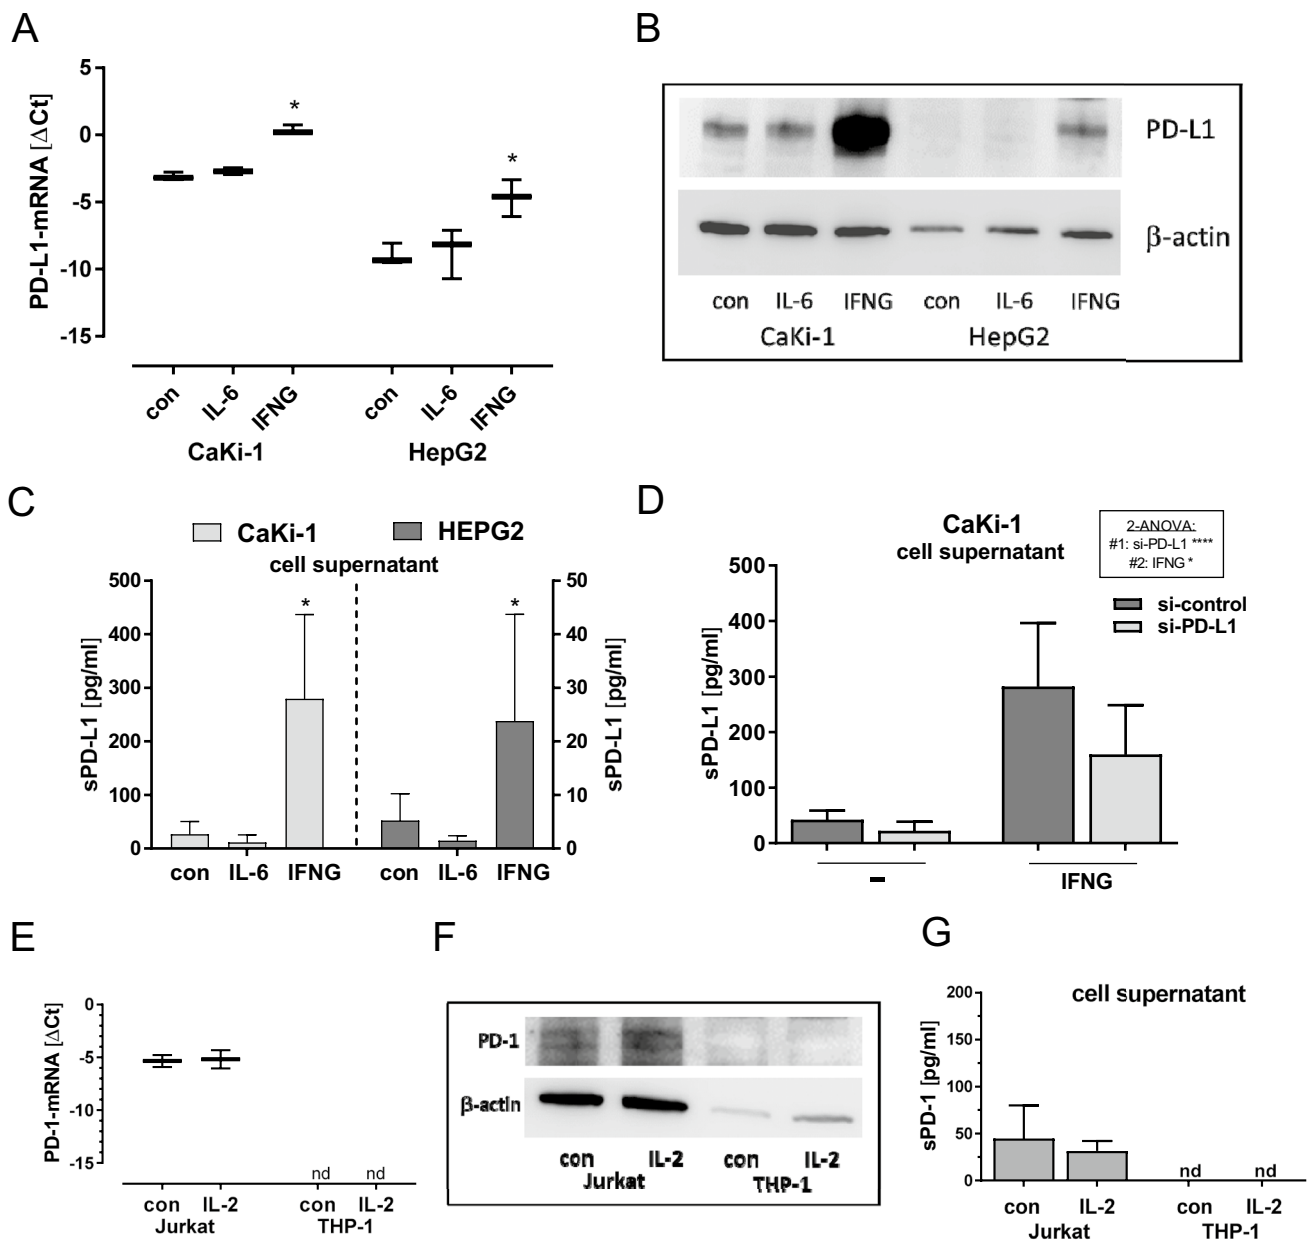 A
PD-L1-mRNA [ΔCt]
5
0
-5
-10
-15
*
*
con
IL-6
IFNG
con
IL-6
IFNG
CaKi-1
HepG2
B
PD-L1
β-actin
con IL-6 IFNG con IL-6 IFNG
CaKi-1 HepG2
C
CaKi-1
HEPG2
cell supernatant
sPD-L1 [pg/ml]
500
400
300
200
100
0
*
*
50
40
30
20
10
0
sPD-L1 [pg/ml]
con IL-6 IFNG con IL-6 IFNG
D
CaKi-1
cell supernatant
2-ANOVA:
#1: si-PD-L1 ****
#2: IFNG *
si-control
si-PD-L1
sPD-L1 [pg/ml]
500
400
300
200
100
0
-
IFNG
E
PD-1-mRNA [ΔCt]
0
-5
-10
-15
nd nd
con IL-2 con IL-2
Jurkat THP-1
F
PD-1
β-actin
con IL-2 con IL-2
Jurkat THP-1
G
cell supernatant
sPD-1 [pg/ml]
200
150
100
50
0
nd nd
con IL-2 con IL-2
Jurkat THP-1